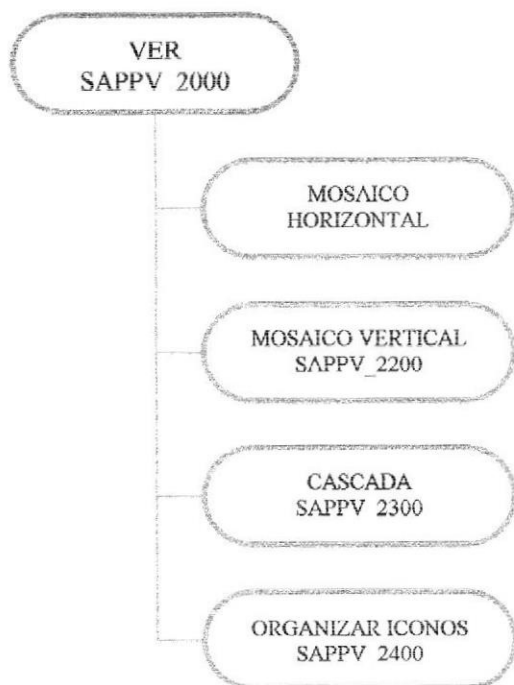 VER
SAPPV 2000
MOSAICO
HORIZONTAL
MOSAICO VERTICAL
SAPPV_2200
CASCADA
SAPPV 2300
ORGANIZAR ICONOS
SAPPV 2400